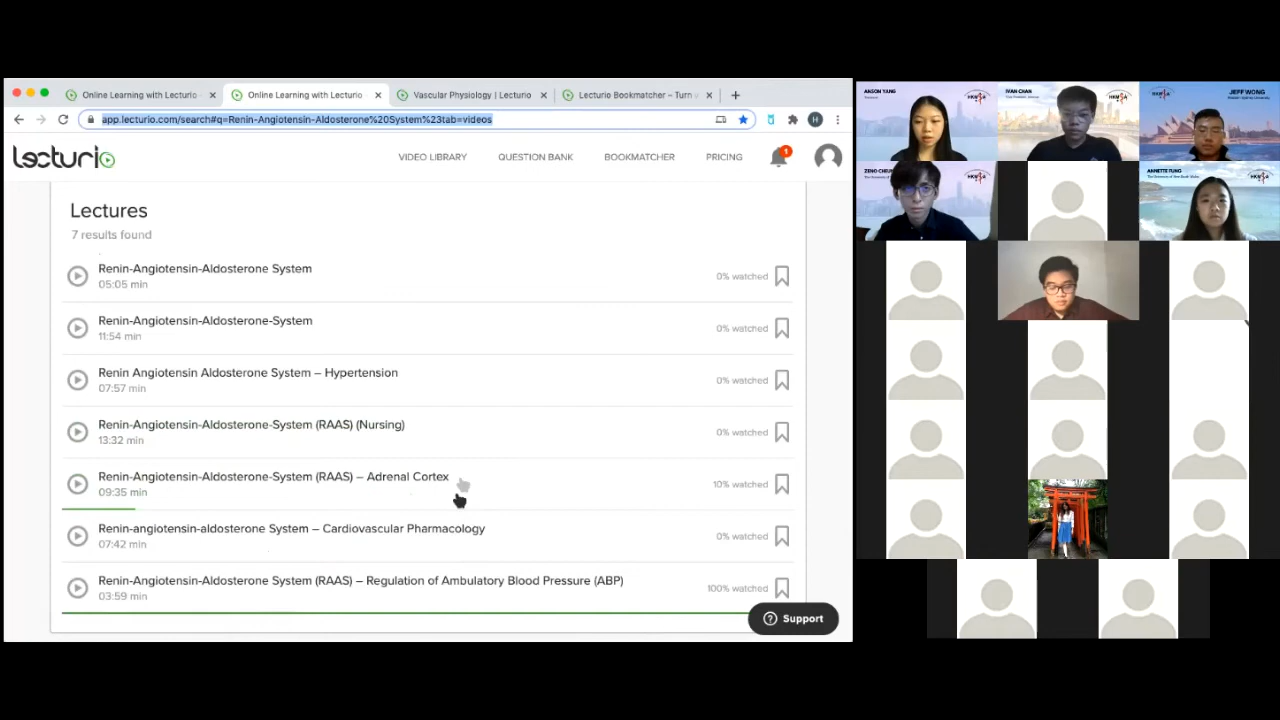 Online Learning with Lecturio
Online Learning with Lecturio
Vascular Physiology | Lecturio
Lecturio Bookmatcher – Turn
app.lecturio.com/search#q=Renin-Angiotensin-Aldosterone%20System%23tab=videos
H
lecturio
VIDEO LIBRARY
QUESTION BANK
BOOKMATCHER
PRICING
1
Lectures
7 results found
Renin-Angiotensin-Aldosterone System
05:05 min
0% watched
Renin-Angiotensin-Aldosterone-System
11:54 min
0% watched
Renin Angiotensin Aldosterone System – Hypertension
07:57 min
0% watched
Renin-Angiotensin-Aldosterone-System (RAAS) (Nursing)
13:32 min
0% watched
Renin-Angiotensin-Aldosterone-System (RAAS) – Adrenal Cortex
09:35 min
10% watched
Renin-angiotensin-aldosterone System – Cardiovascular Pharmacology
07:42 min
0% watched
Renin-Angiotensin-Aldosterone System (RAAS) – Regulation of Ambulatory Blood Pressure (ABP)
03:59 min
100% watched
Support
ANSON YANG
IVAN CHAN
JEFF WONG
ZENO CHEUN
ANNETTE FUNG